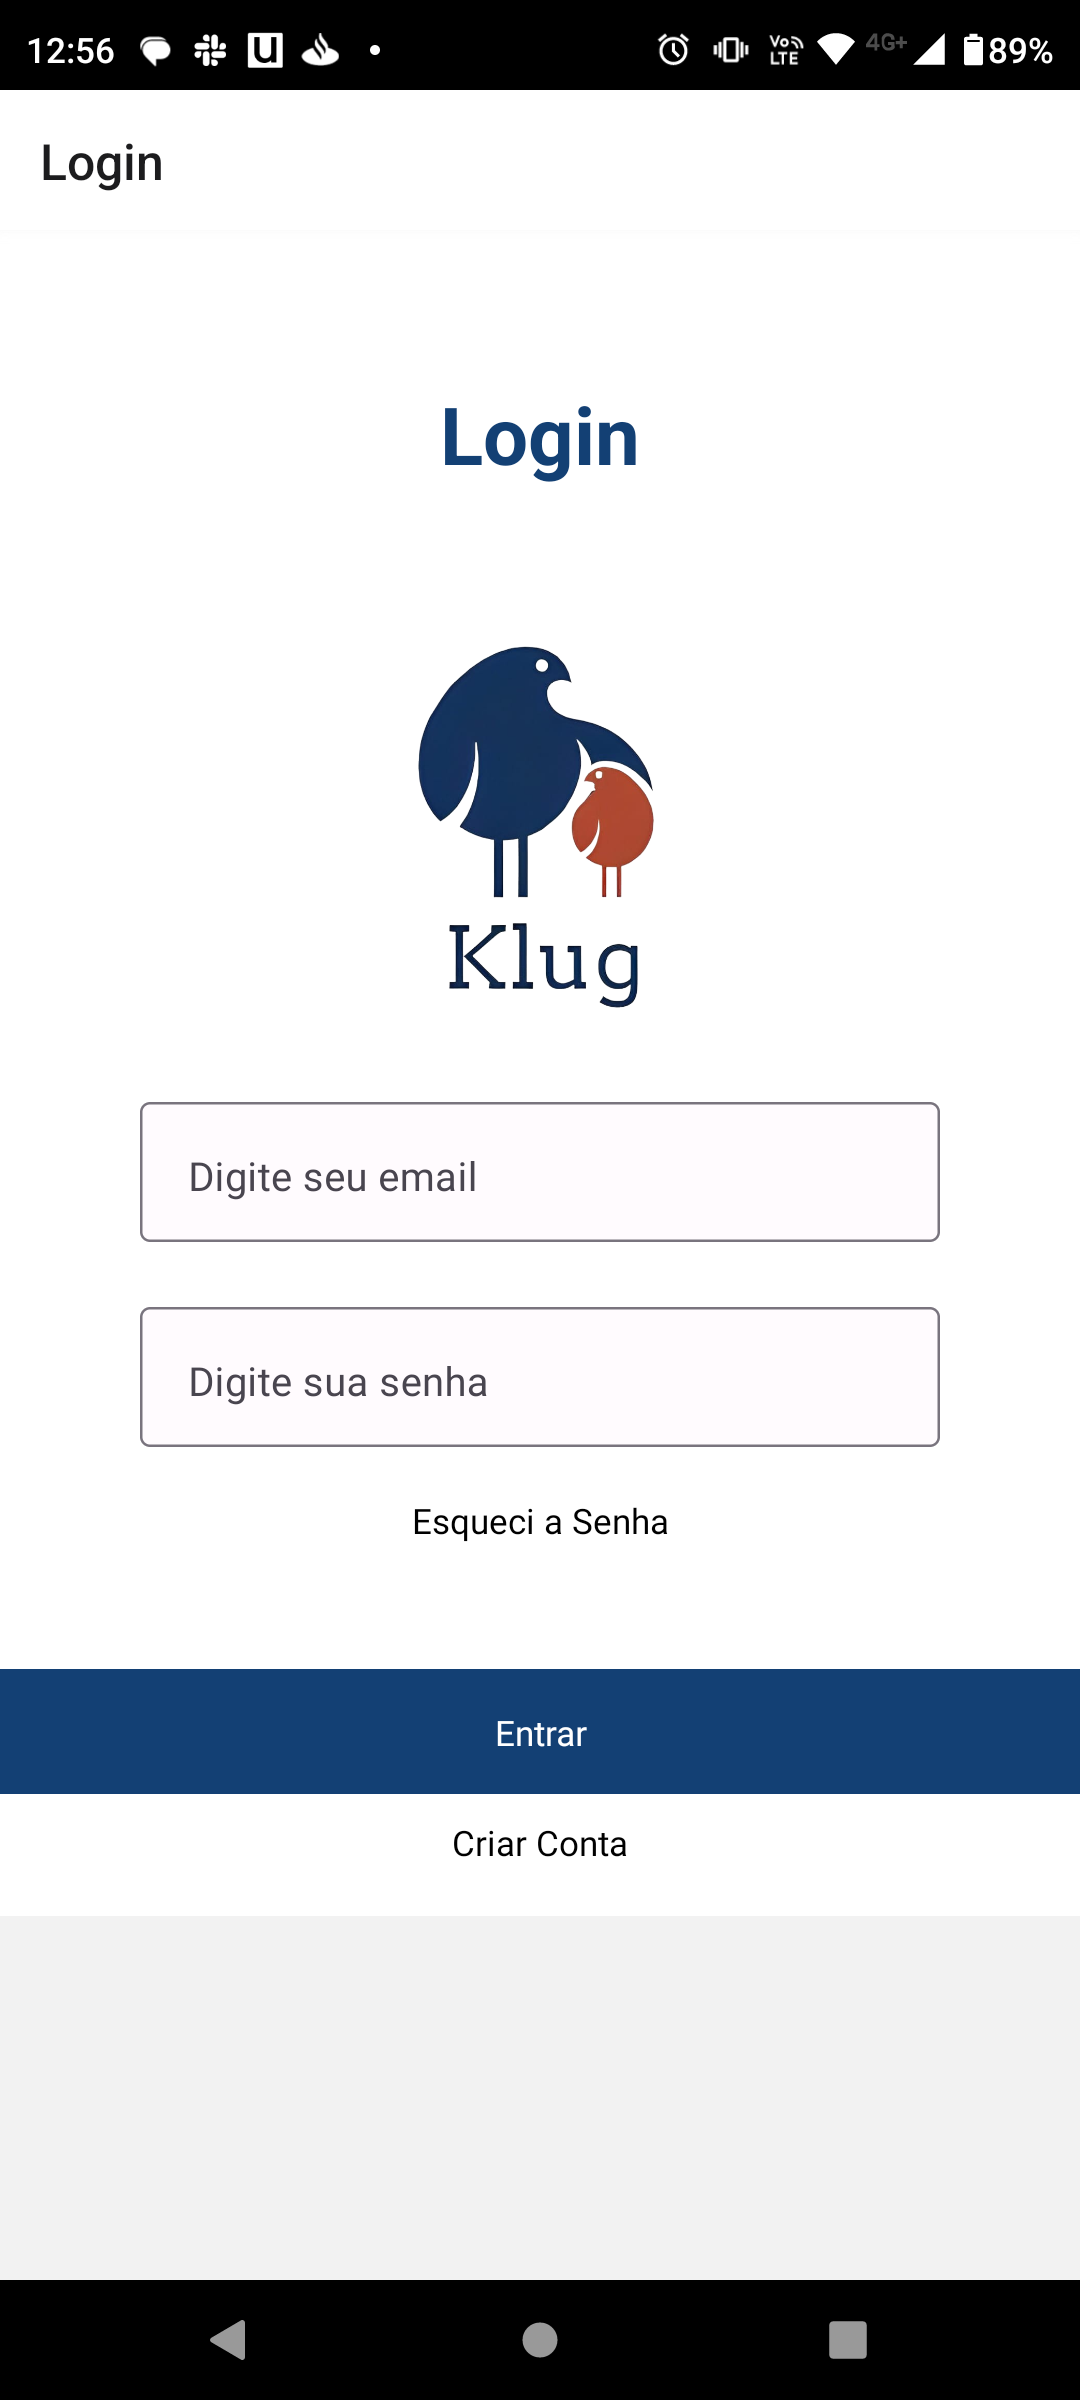 12:56 Vo LTE 4G+ 89%
Login
Login
Klug
Digite seu email
Digite sua senha
Esqueci a Senha
Entrar
Criar Conta